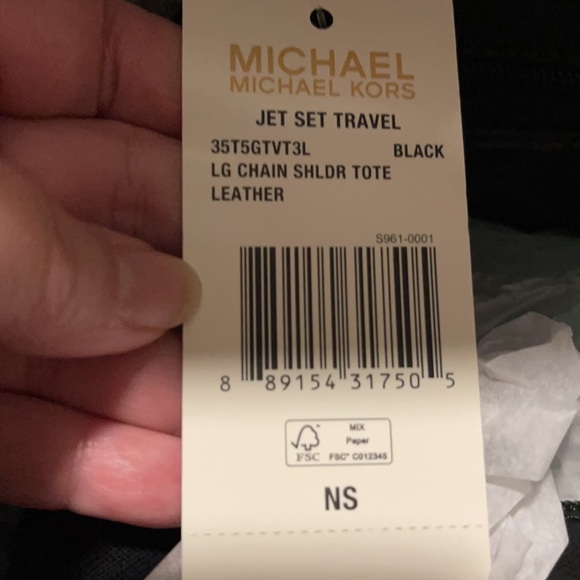 MICHAEL
MICHAEL KORS
JET SET TRAVEL
35T5GTVT3L BLACK
LG CHAIN SHLDR TOTE
LEATHER
S961-0001
8 89154 31750 5
MIX
Paper
FSC FSC™ C012345
NS